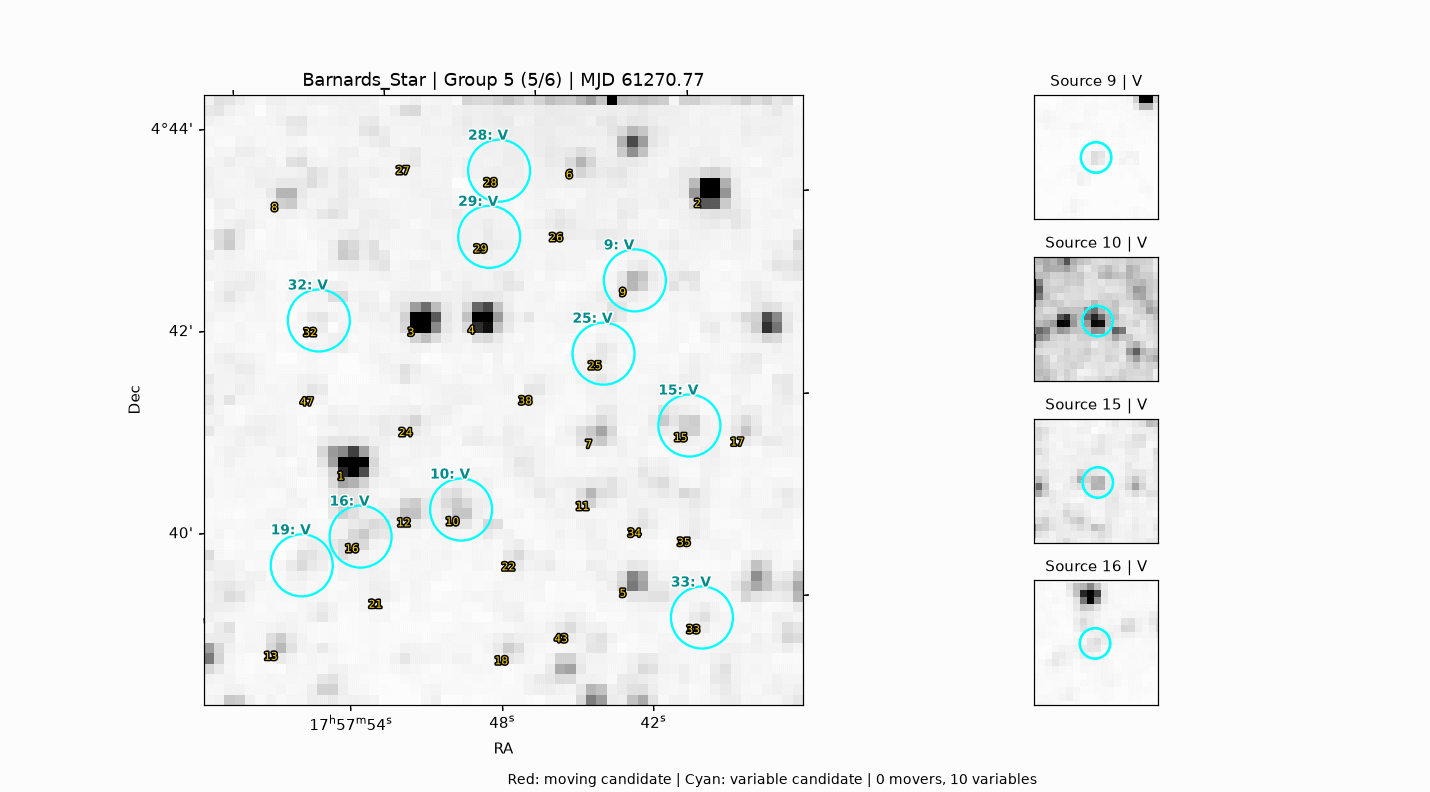 Barnards_Star | Group 5 (5/6) | MJD 61270.77
Source 9 | V
4°44'
28: V
27
28
6
8
29: V
2
29
26
9: V
Source 10 | V
9
32: V
25: V
42'
32
3
4
25
15: V
Dec
47
38
Source 15 | V
24
15
17
7
10: V
1
16: V
11
12
10
40'
19: V
34
35
16
22
Source 16 | V
33: V
5
21
33
43
13
18
17ʰ57ᵐ54ˢ
48ˢ
42ˢ
RA
Red: moving candidate | Cyan: variable candidate | 0 movers, 10 variables